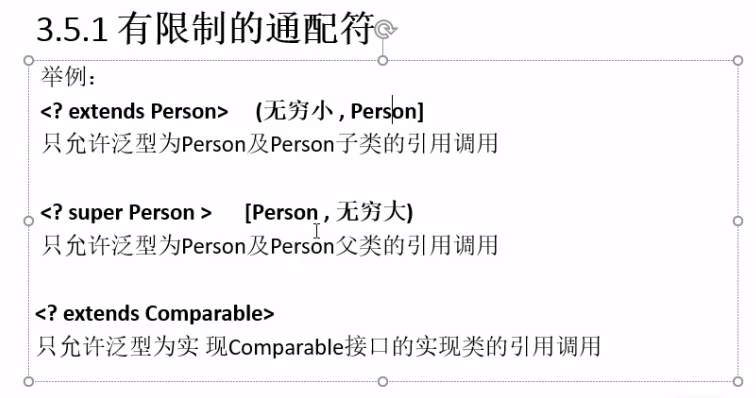 3.5.1 有限制的通配符
举例：
<? extends Person> (无穷小 , Person]
只允许泛型为Person及Person子类的引用调用
<? super Person > [Person , 无穷大)
只允许泛型为Person及Person父类的引用调用
<? extends Comparable>
只允许泛型为实 现Comparable接口的实现类的引用调用